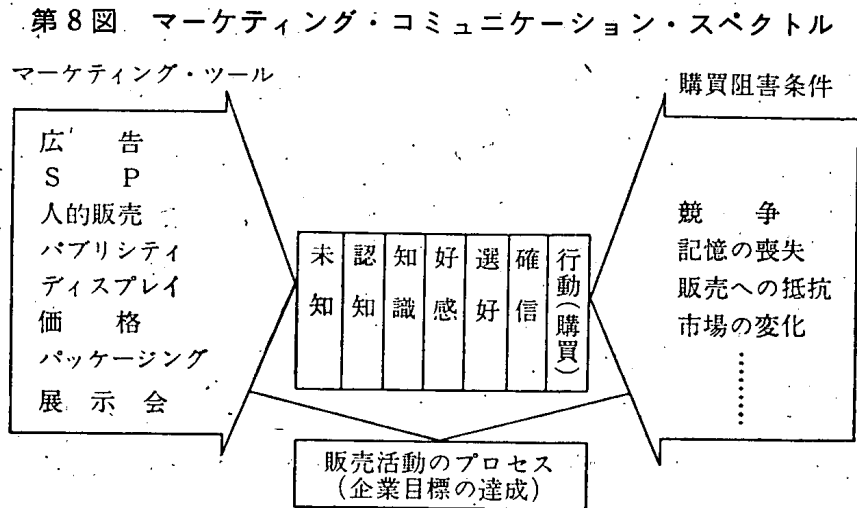 第8図 マーケティング・コミュニケーション・スペクトル
マーケティング・ツール
広告
SP
人的販売
パブリシティ
ディスプレイ
価格
パッケージング
展示会
未知
認知
知識
好感
選好
確信
行動(購買)
購買阻害条件
競争
記憶の喪失
販売への抵抗
市場の変化
………
販売活動のプロセス
(企業目標の達成)